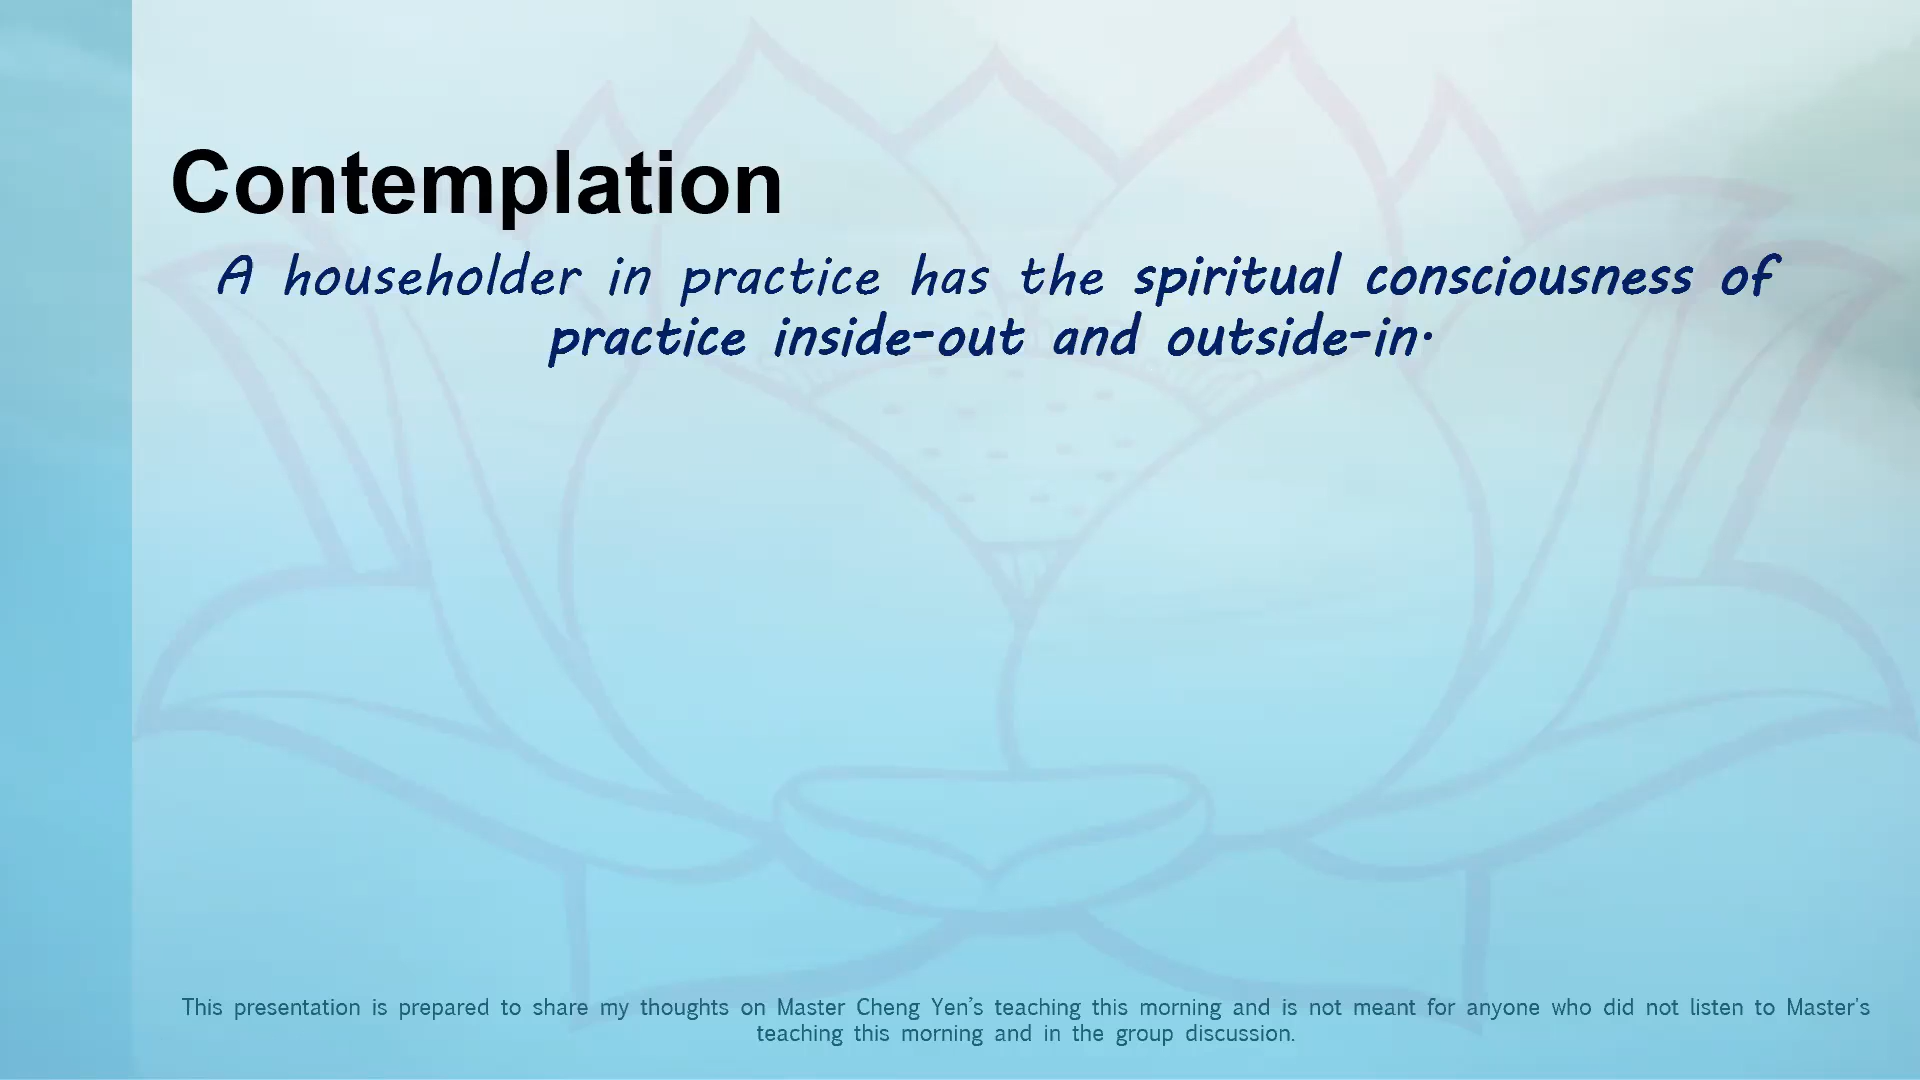 Contemplation
A householder in practice has the spiritual consciousness of
practice inside-out and outside-in.
This presentation is prepared to share my thoughts on Master Cheng Yen’s teaching this morning and is not meant for anyone who did not listen to Master's
teaching this morning and in the group discussion.